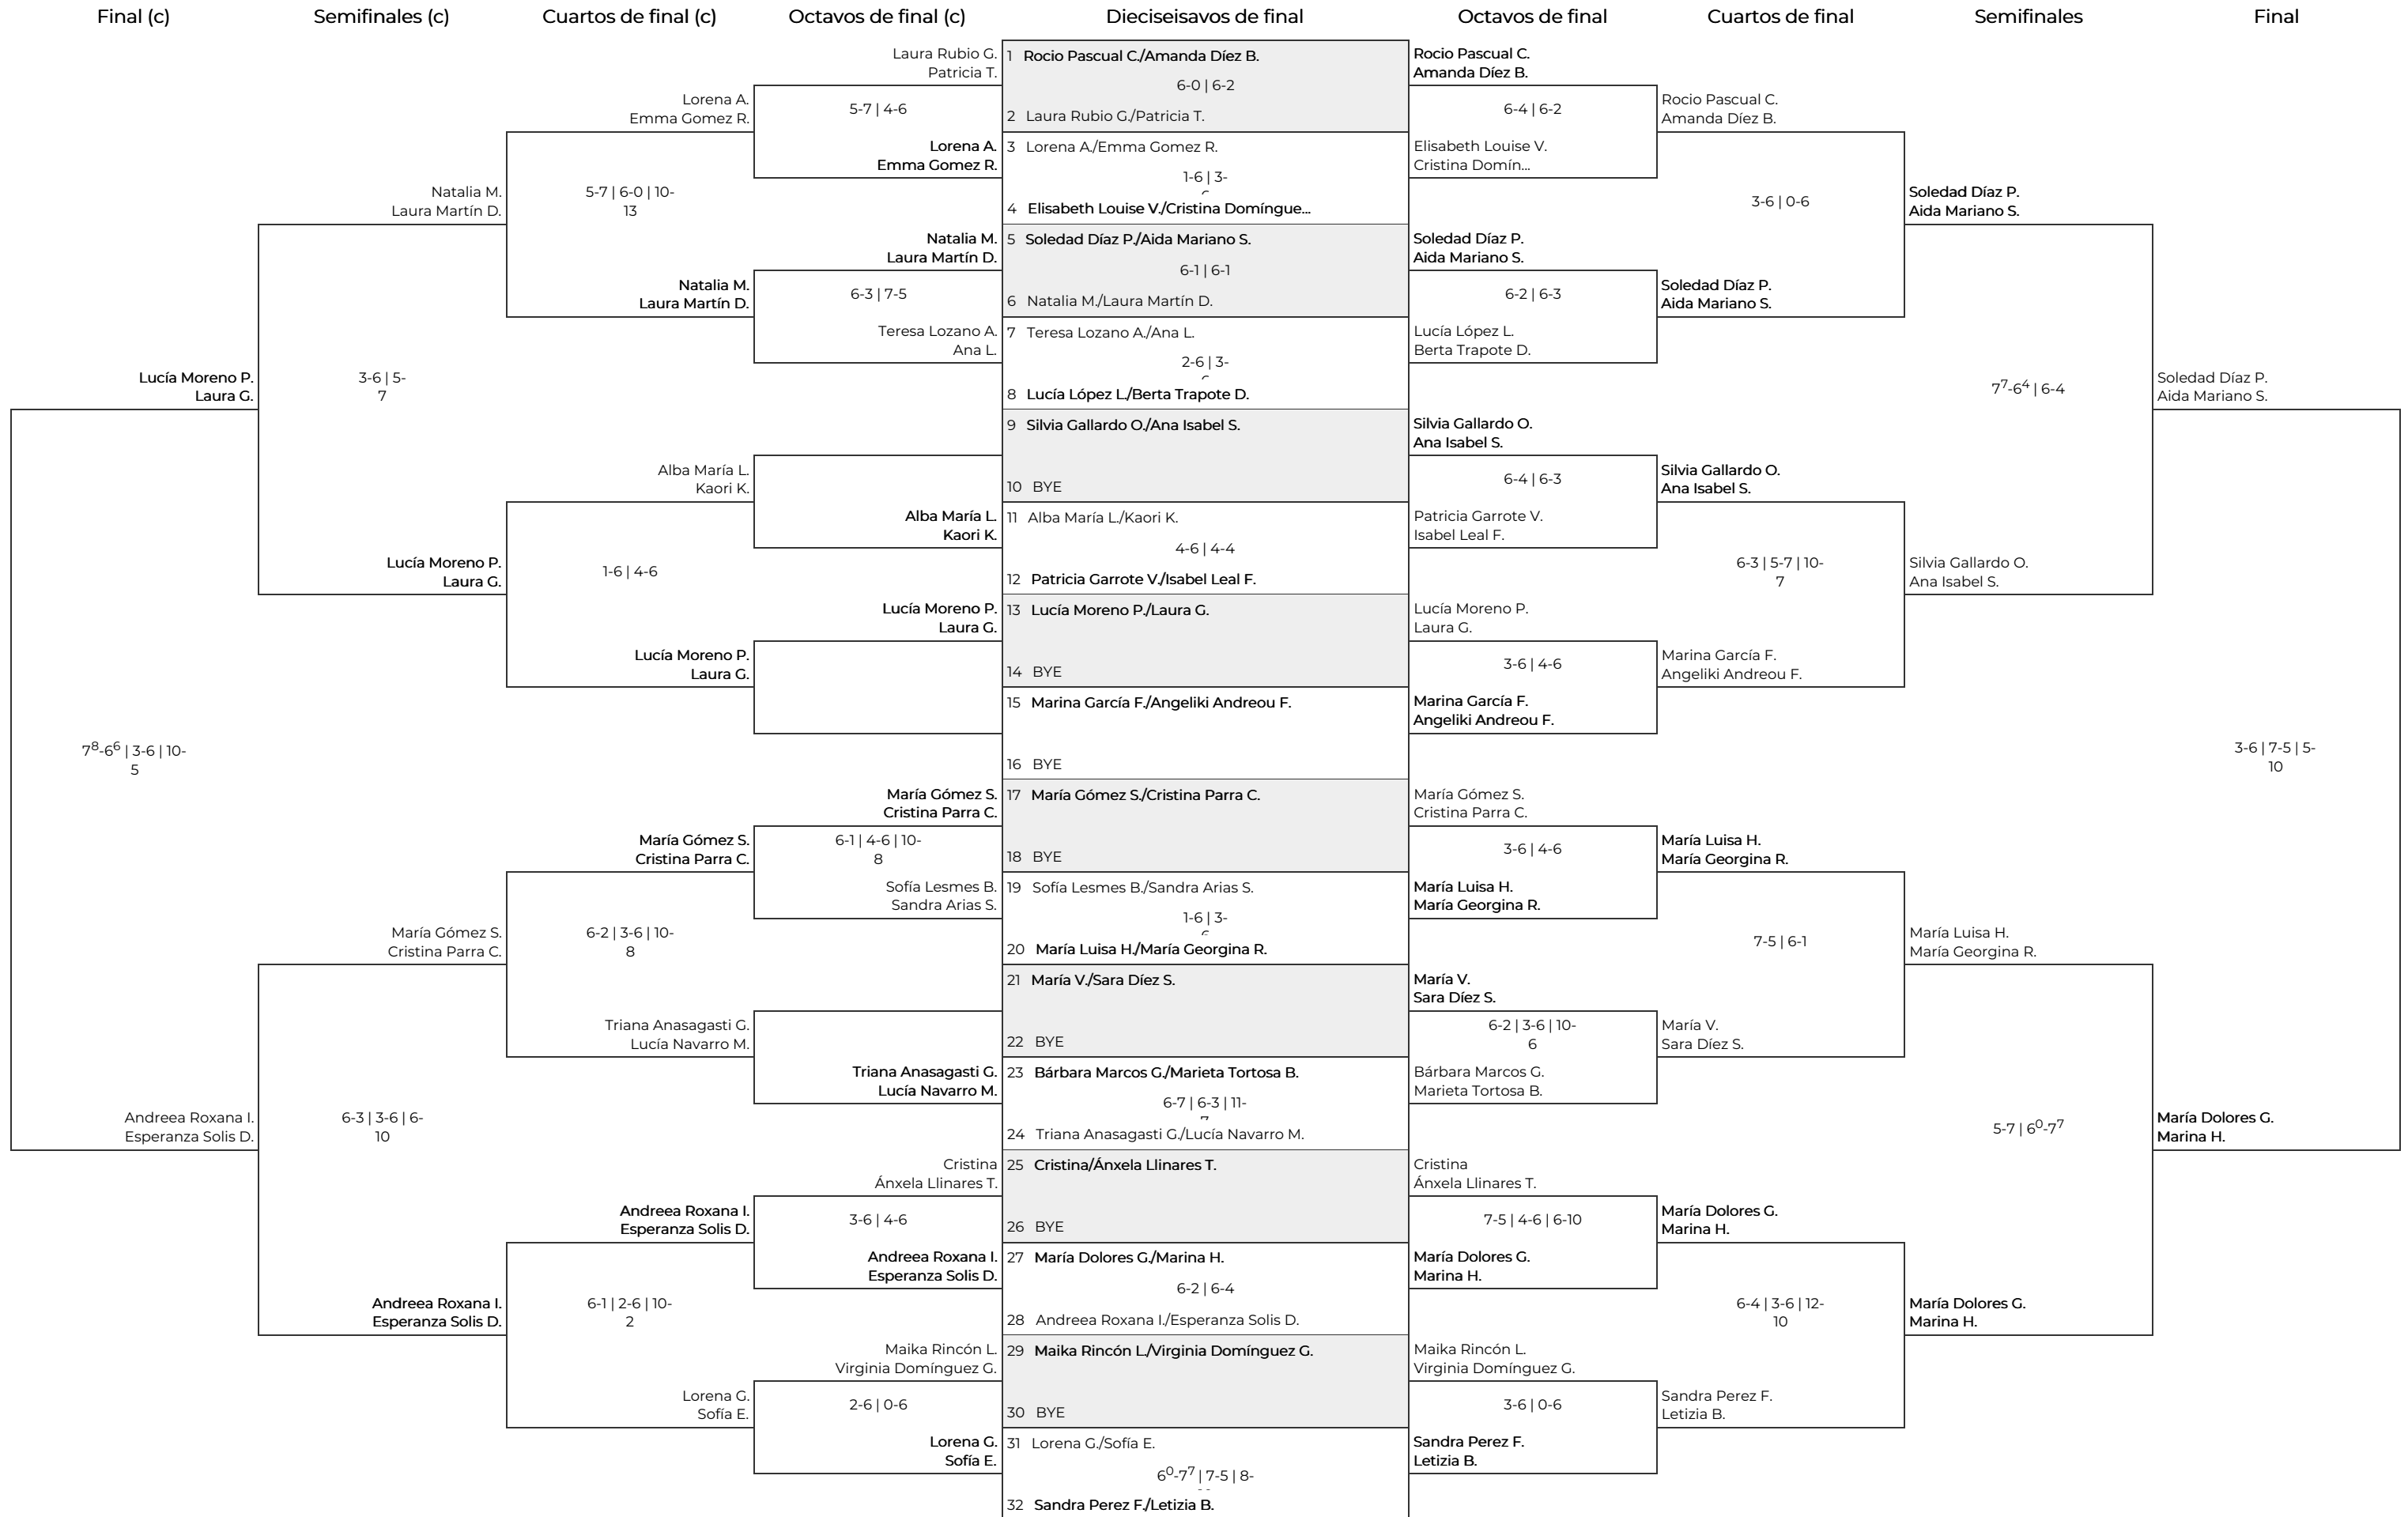 Final (c)
Semifinales (c)
Cuartos de final (c)
Octavos de final (c)
Dieciseisavos de final
Octavos de final
Cuartos de final
Semifinales
Final
Lucía Moreno P.
Laura G.
7⁸-6⁶ | 3-6 | 10-
5
Andreea Roxana I.
Esperanza Solis D.
Natalia M.
Laura Martín D.
3-6 | 5-
7
Lucía Moreno P.
Laura G.
María Gómez S.
Cristina Parra C.
6-3 | 3-6 | 6-
10
Andreea Roxana I.
Esperanza Solis D.
Lorena A.
Emma Gomez R.
5-7 | 6-0 | 10-
13
Natalia M.
Laura Martín D.
Alba María L.
Kaori K.
1-6 | 4-6
Lucía Moreno P.
Laura G.
María Gómez S.
Cristina Parra C.
6-2 | 3-6 | 10-
8
Triana Anasagasti G.
Lucía Navarro M.
Andreea Roxana I.
Esperanza Solis D.
6-1 | 2-6 | 10-
2
Lorena G.
Sofía E.
Laura Rubio G.
Patricia T.
5-7 | 4-6
Lorena A.
Emma Gomez R.
Natalia M.
Laura Martín D.
6-3 | 7-5
Teresa Lozano A.
Ana L.
Alba María L.
Kaori K.
Lucía Moreno P.
Laura G.
María Gómez S.
Cristina Parra C.
6-1 | 4-6 | 10-
8
Sofía Lesmes B.
Sandra Arias S.
Triana Anasagasti G.
Lucía Navarro M.
Cristina
Ánxela Llinares T.
3-6 | 4-6
Andreea Roxana I.
Esperanza Solis D.
Maika Rincón L.
Virginia Domínguez G.
2-6 | 0-6
Lorena G.
Sofía E.
1 Rocio Pascual C./Amanda Díez B.
6-0 | 6-2
2 Laura Rubio G./Patricia T.
3 Lorena A./Emma Gomez R.
1-6 | 3-
4 Elisabeth Louise V./Cristina Domíngue...
5 Soledad Díaz P./Aida Mariano S.
6-1 | 6-1
6 Natalia M./Laura Martín D.
7 Teresa Lozano A./Ana L.
2-6 | 3-
8 Lucía López L./Berta Trapote D.
9 Silvia Gallardo O./Ana Isabel S.
10 BYE
11 Alba María L./Kaori K.
4-6 | 4-4
12 Patricia Garrote V./Isabel Leal F.
13 Lucía Moreno P./Laura G.
14 BYE
15 Marina García F./Angeliki Andreou F.
16 BYE
17 María Gómez S./Cristina Parra C.
18 BYE
19 Sofía Lesmes B./Sandra Arias S.
1-6 | 3-
20 María Luisa H./María Georgina R.
21 María V./Sara Díez S.
22 BYE
23 Bárbara Marcos G./Marieta Tortosa B.
6-7 | 6-3 | 11-
24 Triana Anasagasti G./Lucía Navarro M.
25 Cristina/Ánxela Llinares T.
26 BYE
27 María Dolores G./Marina H.
6-2 | 6-4
28 Andreea Roxana I./Esperanza Solis D.
29 Maika Rincón L./Virginia Domínguez G.
30 BYE
31 Lorena G./Sofía E.
6⁰-7⁷ | 7-5 | 8-
32 Sandra Perez F./Letizia B.
Rocio Pascual C.
Amanda Díez B.
6-4 | 6-2
Elisabeth Louise V.
Cristina Domín...
Soledad Díaz P.
Aida Mariano S.
6-2 | 6-3
Lucía López L.
Berta Trapote D.
Silvia Gallardo O.
Ana Isabel S.
6-4 | 6-3
Patricia Garrote V.
Isabel Leal F.
Lucía Moreno P.
Laura G.
3-6 | 4-6
Marina García F.
Angeliki Andreou F.
María Gómez S.
Cristina Parra C.
3-6 | 4-6
María Luisa H.
María Georgina R.
María V.
Sara Díez S.
6-2 | 3-6 | 10-
6
Bárbara Marcos G.
Marieta Tortosa B.
Cristina
Ánxela Llinares T.
7-5 | 4-6 | 6-10
María Dolores G.
Marina H.
Maika Rincón L.
Virginia Domínguez G.
3-6 | 0-6
Sandra Perez F.
Letizia B.
Rocio Pascual C.
Amanda Díez B.
3-6 | 0-6
Soledad Díaz P.
Aida Mariano S.
Silvia Gallardo O.
Ana Isabel S.
6-3 | 5-7 | 10-
7
Marina García F.
Angeliki Andreou F.
María Luisa H.
María Georgina R.
7-5 | 6-1
María V.
Sara Díez S.
María Dolores G.
Marina H.
6-4 | 3-6 | 12-
10
Sandra Perez F.
Letizia B.
Soledad Díaz P.
Aida Mariano S.
7⁷-6⁴ | 6-4
Silvia Gallardo O.
Ana Isabel S.
María Luisa H.
María Georgina R.
5-7 | 6⁰-7⁷
María Dolores G.
Marina H.
Soledad Díaz P.
Aida Mariano S.
3-6 | 7-5 | 5-
10
María Dolores G.
Marina H.